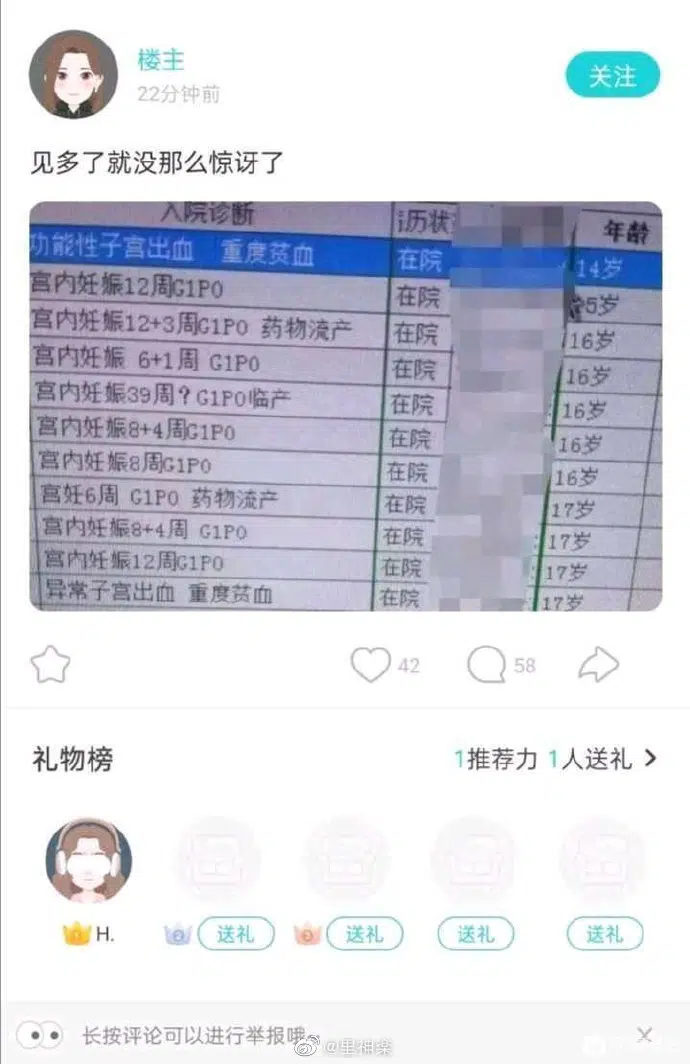 楼主
22分钟前
关注
见多了就没那么惊讶了
入院诊断 历状 年龄
功能性子宫出血 重度贫血 在院 14岁
宫内妊娠12周G1P0 在院 5岁
宫内妊娠12+3周G1P0 药物流产 在院 16岁
宫内妊娠 6+1周 G1P0 在院 16岁
宫内妊娠39周?G1P0临产 在院 16岁
宫内妊娠8+4周G1P0 在院 16岁
宫内妊娠8周G1P0 在院 16岁
宫妊6周 G1P0 药物流产 在院 17岁
宫内妊娠8+4周 G1P0 在院 17岁
宫内妊娠12周G1P0 在院 17岁
异常子宫出血 重度贫血 在院 17岁
42 58
礼物榜 1推荐力 1人送礼
1 H. 2 送礼 3 送礼 送礼 送礼
长按评论可以进行举报哦~
@里神楽